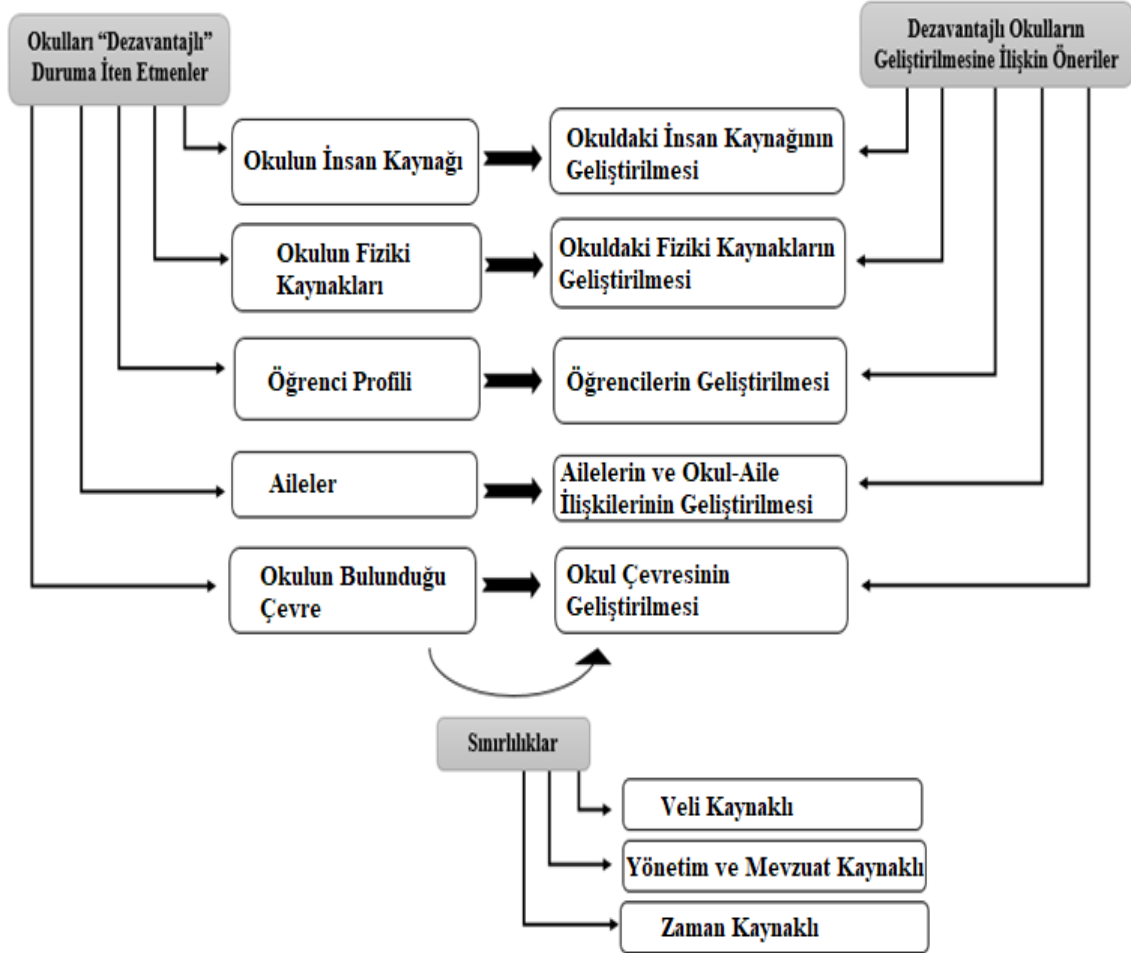 Okulları “Dezavantajlı”
Duruma İten Etmenler
Dezavantajlı Okulların
Geliştirilmesine İlişkin Öneriler
Okulun İnsan Kaynağı
Okuldaki İnsan Kaynağının
Geliştirilmesi
Okulun Fiziki
Kaynakları
Okuldaki Fiziki Kaynakların
Geliştirilmesi
Öğrenci Profili
Öğrencilerin Geliştirilmesi
Aileler
Ailelerin ve Okul-Aile
İlişkilerinin Geliştirilmesi
Okulun Bulunduğu
Çevre
Okul Çevresinin
Geliştirilmesi
Sınırlılıklar
Veli Kaynaklı
Yönetim ve Mevzuat Kaynaklı
Zaman Kaynaklı